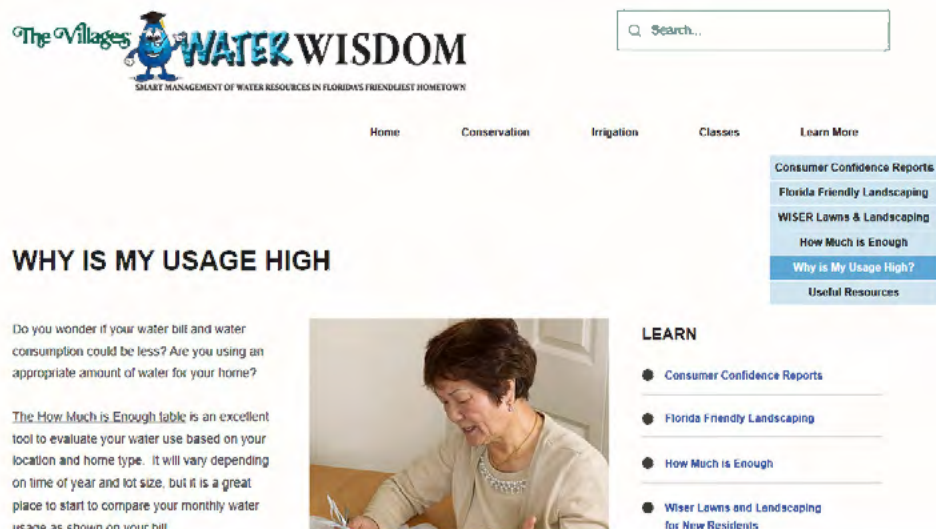 The Villages
WATER WISDOM
SMART MANAGEMENT OF WATER RESOURCES IN FLORIDA'S FRIENDLIEST HOMETOWN
Search...
Home
Conservation
Irrigation
Classes
Learn More
Consumer Confidence Reports
Florida Friendly Landscaping
WISER Lawns & Landscaping
How Much is Enough
Why is My Usage High?
Useful Resources
WHY IS MY USAGE HIGH
Do you wonder if your water bill and water
consumption could be less? Are you using an
appropriate amount of water for your home?
The How Much is Enough table is an excellent
tool to evaluate your water use based on your
location and home type. It will vary depending
on time of year and lot size, but it is a great
place to start to compare your monthly water
usage as shown on your bill
LEARN
Consumer Confidence Reports
Florida Friendly Landscaping
How Much is Enough
Wiser Lawns and Landscaping
for New Residents